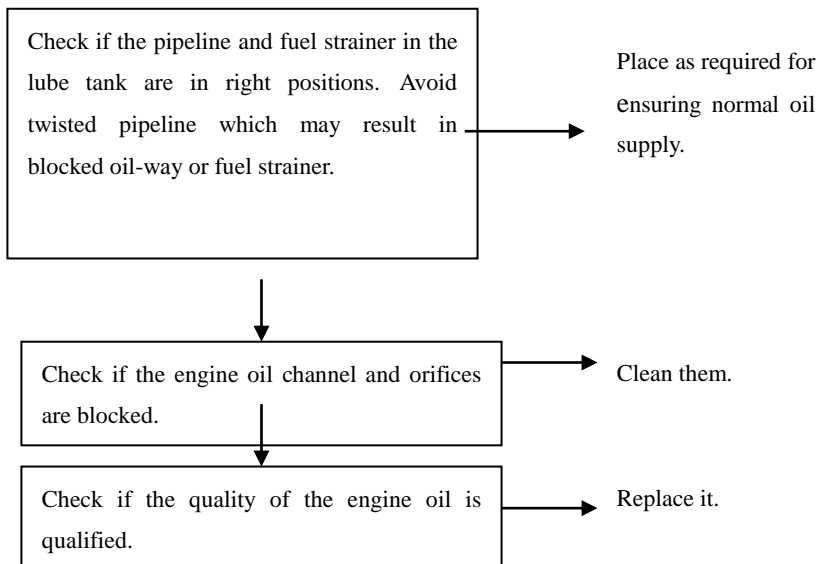 Check if the pipeline and fuel strainer in the
lube tank are in right positions. Avoid
twisted pipeline which may result in
blocked oil-way or fuel strainer.
Place as required for
ensuring normal oil
supply.
Check if the engine oil channel and orifices
are blocked.
Clean them.
Check if the quality of the engine oil is
qualified.
Replace it.